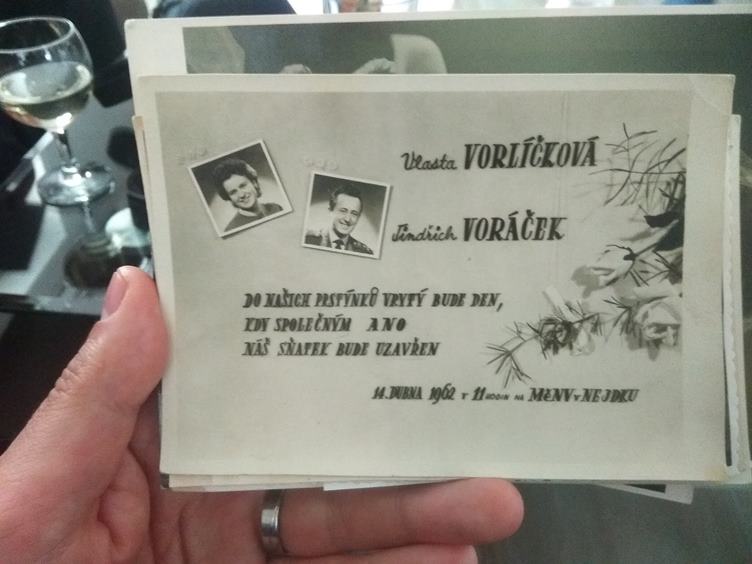 Vlasta VORLÍČKOVÁ
Jindřich VORÁČEK
DO NAŠICH PRSTÝNKŮ VRYTÝ BUDE DEN,
KDY SPOLEČNÝM ANO
NÁŠ SŇATEK BUDE UZAVŘEN
14. DUBNA 1962 V 11 HODIN NA MěNV v NEJDKU